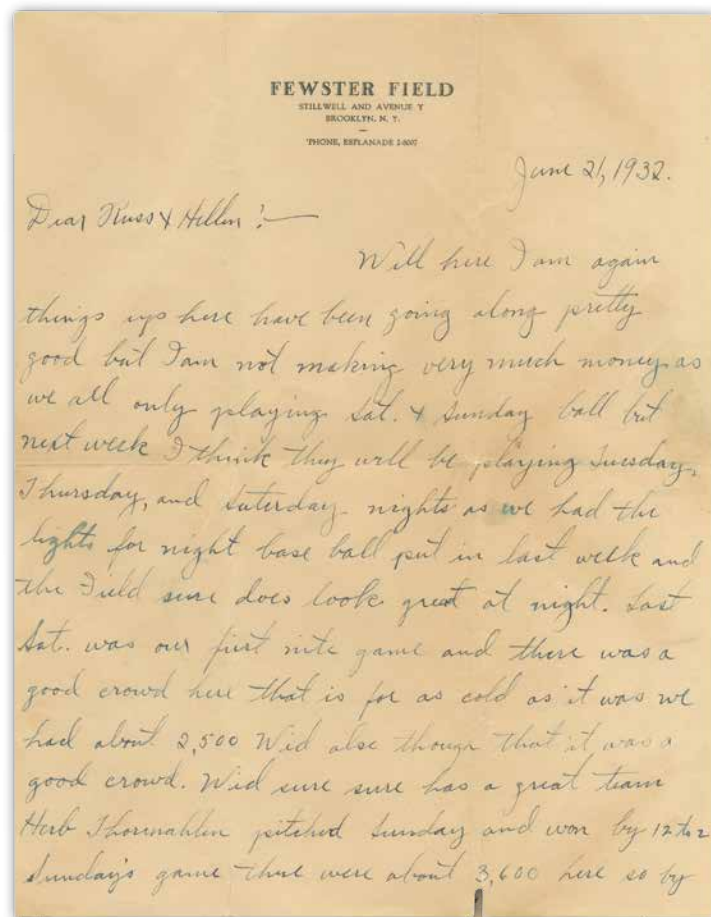 FEWSTER FIELD
STILLWELL AND AVENUE Y
BROOKLYN, N. Y.
'PHONE, ESPLANADE 2-8007
June 21, 1932.
Dear Russ & Hellen:—
Well here I am again
things up here have been going along pretty
good but I am not making very much money as
we all only playing Sat. & Sunday ball but
next week I think they will be playing Tuesday,
Thursday, and Saterday nights as we had the
lights for night base ball put in last week and
the Field sure does look great at night. Last
Sat. was our first nite game and there was a
good crowd here that is for as cold as it was we
had about 2,500 Wid alse though that it was a
good crowd. Wid sure sure has a great team
Herb Thormahlen pitched Sunday and won by 12 to 2
Sunday's game there were about 3,600 here so by